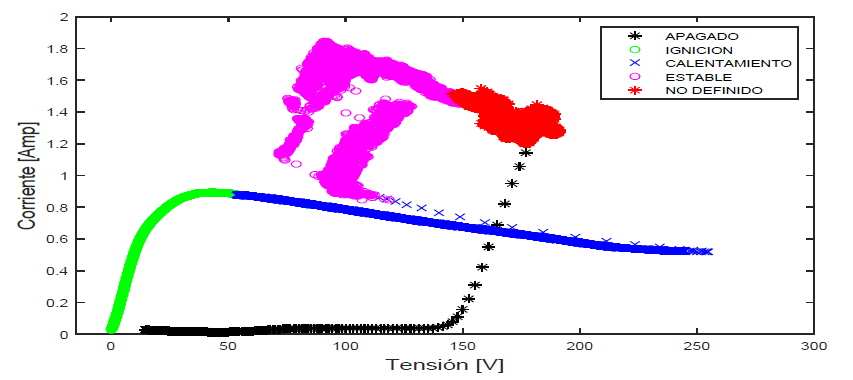 2
1.8
1.6
1.4
1.2
1
0.8
0.6
0.4
0.2
0
Corriente [Amp]
APAGADO
IGNICION
CALENTAMIENTO
ESTABLE
NO DEFINIDO
0 50 100 150 200 250 300
Tensión [V]